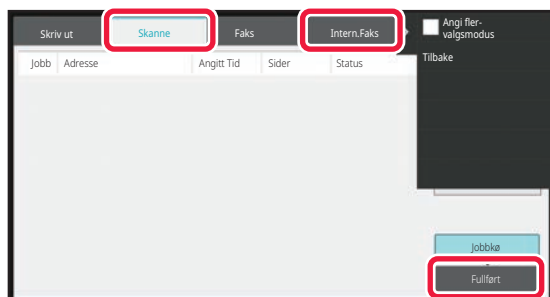 Skriv ut
Skanne
Faks
Intern.Faks
Angi fler-
valgsmodus
Jobb
Adresse
Angitt Tid
Sider
Status
Tilbake
Jobbkø
Fullført